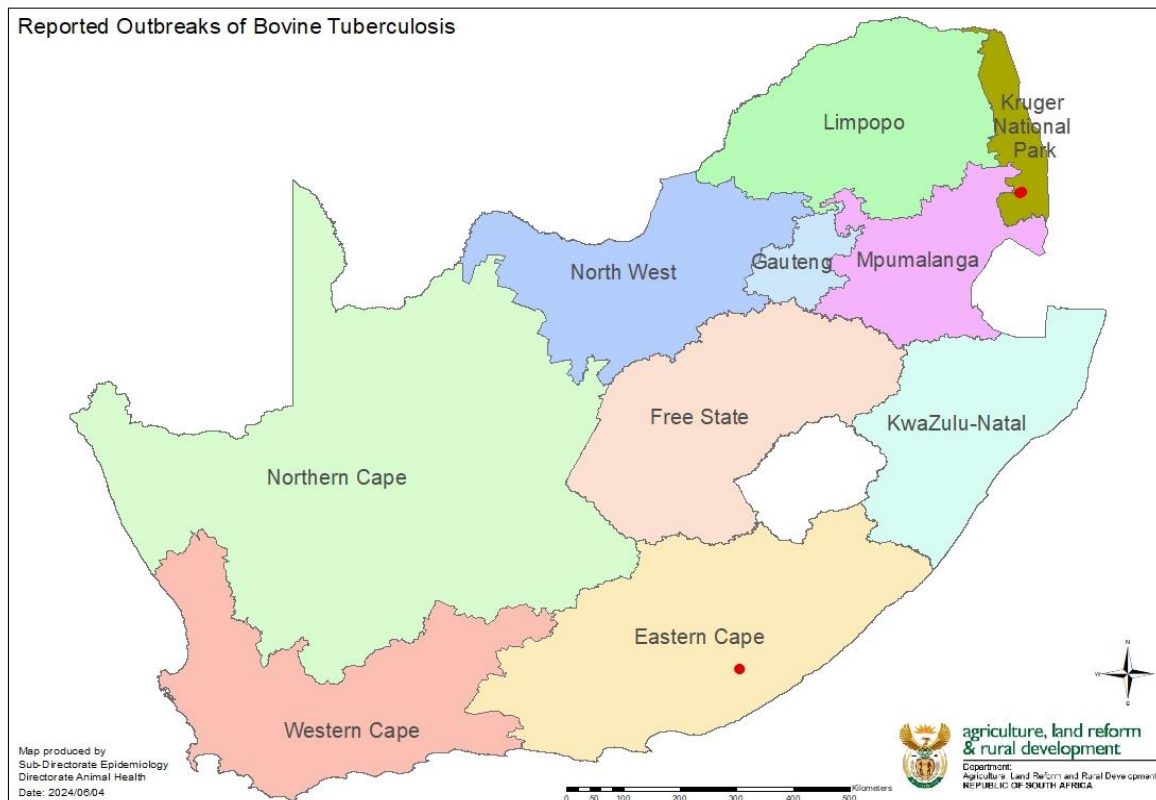 Reported Outbreaks of Bovine Tuberculosis
Limpopo
Kruger
National
Park
North West
Gauteng
Mpumalanga
Free State
KwaZulu-Natal
Northern Cape
Eastern Cape
Western Cape
N
W
E
S
Map produced by
Sub-Directorate Epidemiology
Directorate Animal Health
Date: 2024/06/04
agriculture, land reform
& rural development
Department:
Agriculture, Land Reform and Rural Development
REPUBLIC OF SOUTH AFRICA
Kilometers
0 50 100 200 300 400 500